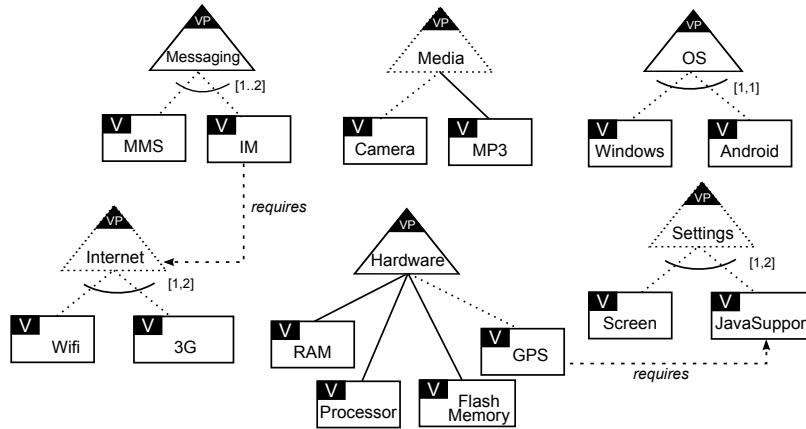 VP
Messaging
[1..2]
V
MMS
V
IM
VP
Media
V
Camera
V
MP3
VP
OS
[1,1]
V
Windows
V
Android
requires
VP
Internet
[1,2]
V
Wifi
V
3G
VP
Hardware
V
RAM
V
Processor
V
Flash
Memory
V
GPS
requires
VP
Settings
[1,2]
V
Screen
V
JavaSupport